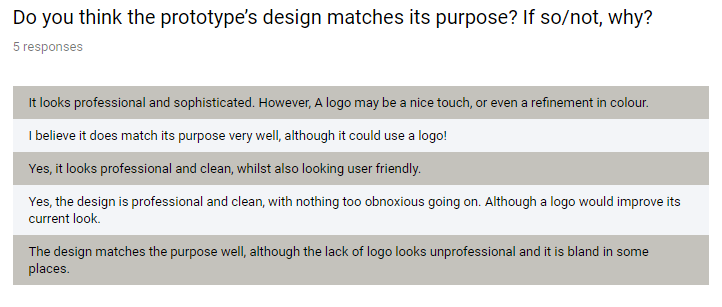 Do you think the prototype’s design matches its purpose? If so/not, why?
5 responses
It looks professional and sophisticated. However, A logo may be a nice touch, or even a refinement in colour.
I believe it does match its purpose very well, although it could use a logo!
Yes, it looks professional and clean, whilst also looking user friendly.
Yes, the design is professional and clean, with nothing too obnoxious going on. Although a logo would improve its
current look.
The design matches the purpose well, although the lack of logo looks unprofessional and it is bland in some
places.